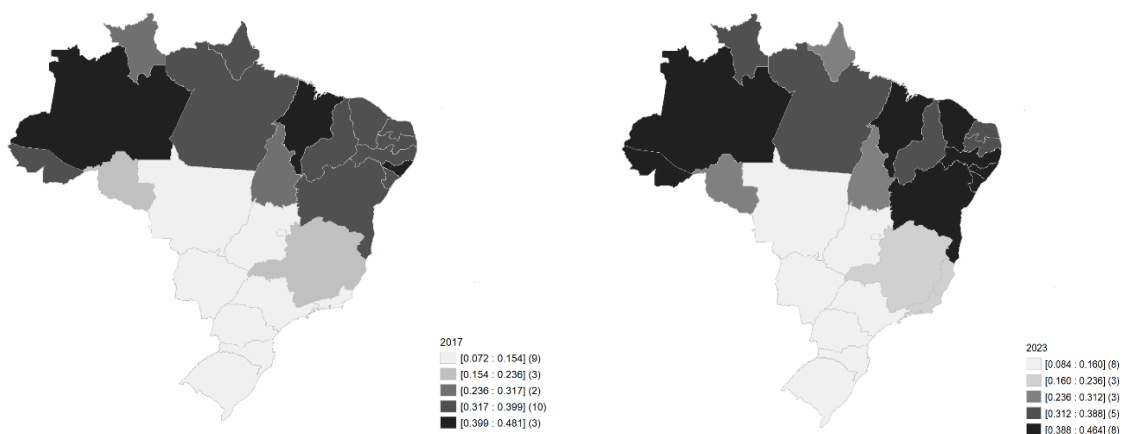 2017
[0.072 : 0.154] (9)
[0.154 : 0.236] (3)
[0.236 : 0.317] (2)
[0.317 : 0.399] (10)
[0.399 : 0.481] (3)
2023
[0.084 : 0.160] (8)
[0.160 : 0.236] (3)
[0.236 : 0.312] (3)
[0.312 : 0.388] (5)
[0.388 : 0.464] (8)